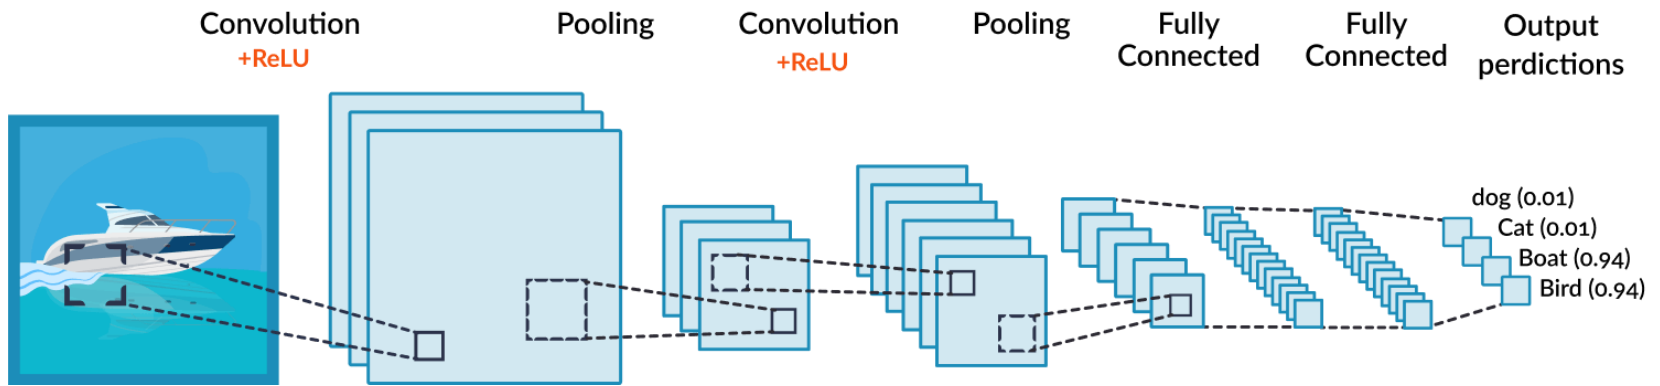 Convolution
+ReLU
Pooling
Convolution
+ReLU
Pooling
Fully
Connected
Fully
Connected
Output
perdictions
dog (0.01)
Cat (0.01)
Boat (0.94)
Bird (0.94)